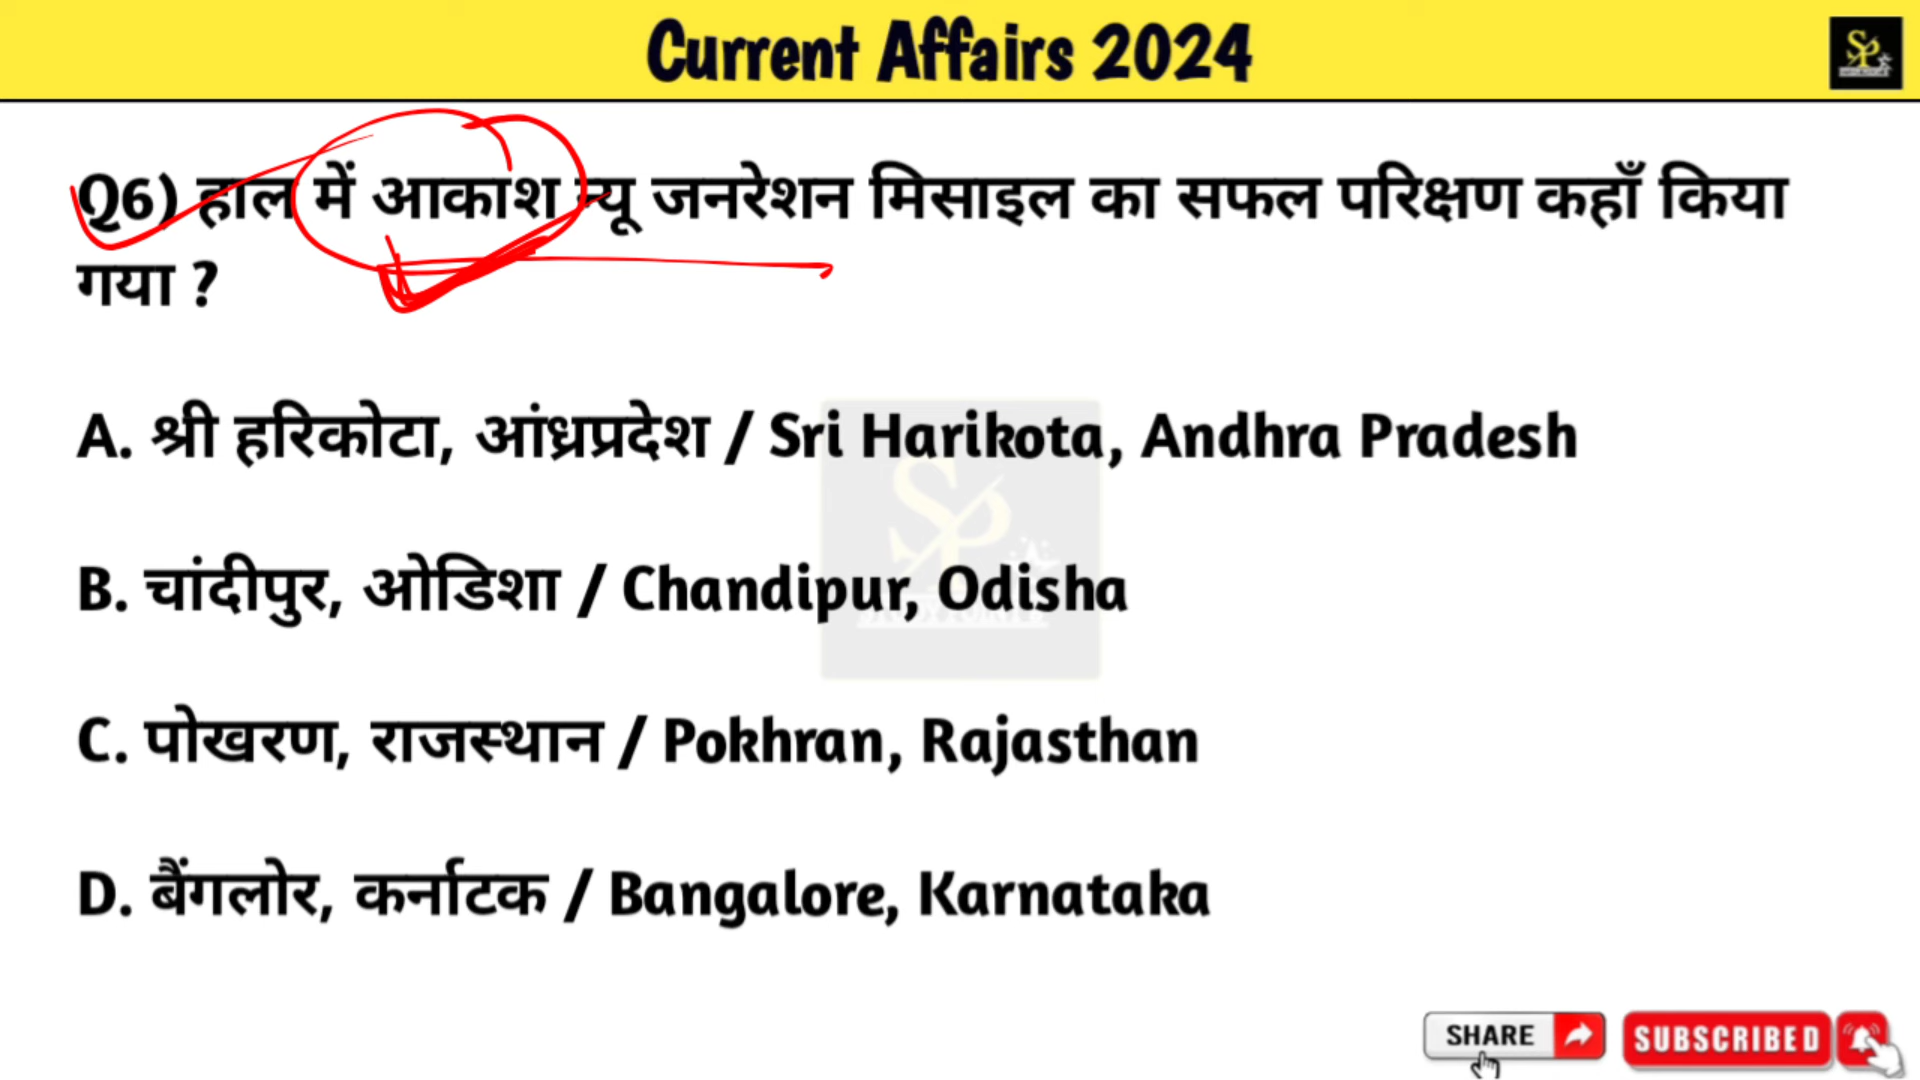 Current Affairs 2024
Q6) हाल में आकाश न्यू जनरेशन मिसाइल का सफल परिक्षण कहाँ किया
गया ?
A. श्री हरिकोटा, आंध्रप्रदेश / Sri Harikota, Andhra Pradesh
B. चांदीपुर, ओडिशा / Chandipur, Odisha
C. पोखरण, राजस्थान / Pokhran, Rajasthan
D. बैंगलोर, कर्नाटक / Bangalore, Karnataka
SHARE
SUBSCRIBED